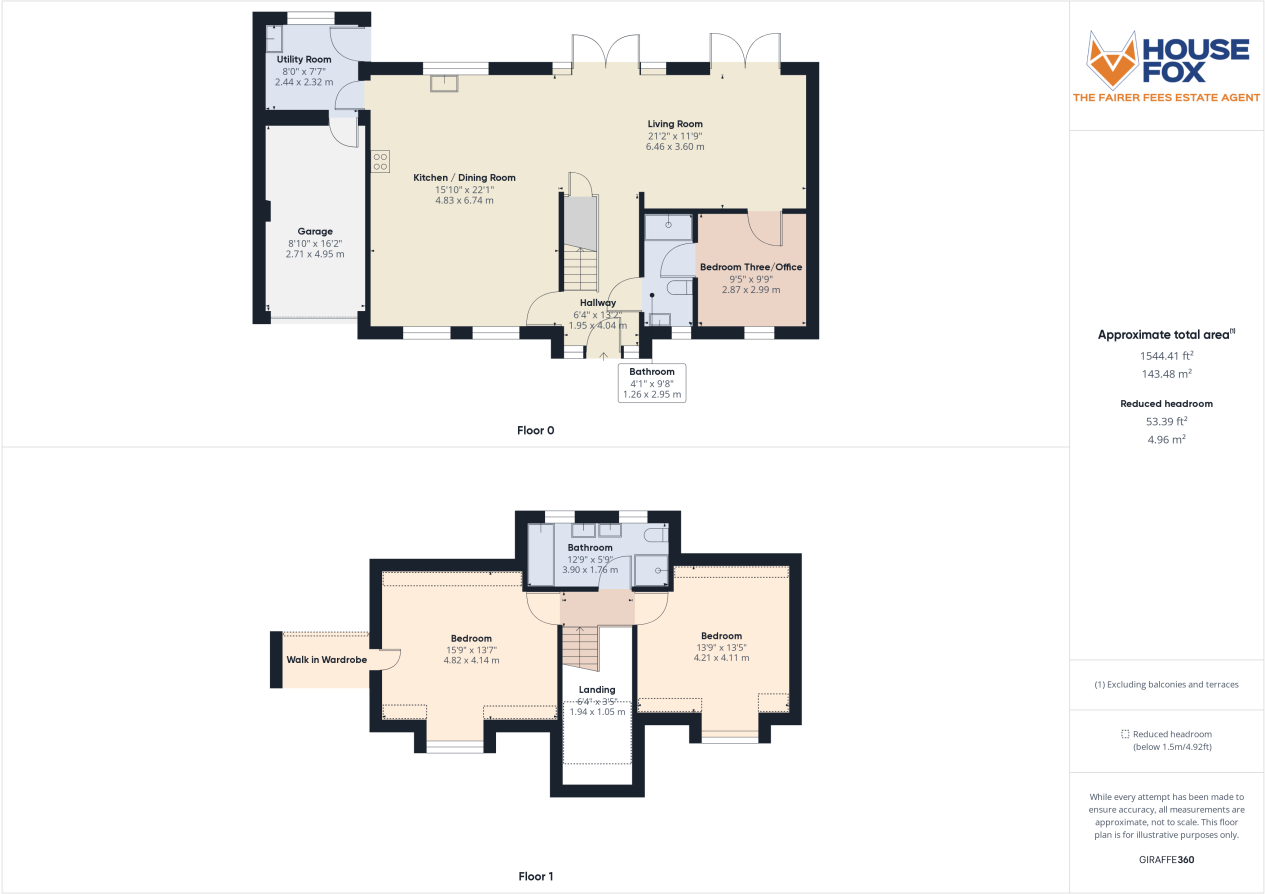 Utility Room
8'0" x 7'7"
2.44 x 2.32 m
Living Room
21'2" x 11'9"
6.46 x 3.60 m
Kitchen / Dining Room
15'10" x 22'1"
4.83 x 6.74 m
Garage
8'10" x 16'2"
2.71 x 4.95 m
Bedroom Three/Office
9'5" x 9'9"
2.87 x 2.99 m
Hallway
6'4" x 13'2"
1.95 x 4.04 m
Bathroom
4'1" x 9'8"
1.26 x 2.95 m
Floor 0
Bathroom
12'9" x 5'9"
3.90 x 1.76 m
Bedroom
15'9" x 13'7"
4.82 x 4.14 m
Bedroom
13'9" x 13'5"
4.21 x 4.11 m
Walk in Wardrobe
Landing
6'4" x 3'5"
1.94 x 1.05 m
Floor 1
HOUSE
FOX
THE FAIRER FEES ESTATE AGENT
Approximate total area(1)
1544.41 ft²
143.48 m²
Reduced headroom
53.39 ft²
4.96 m²
(1) Excluding balconies and terraces
Reduced headroom
(below 1.5m/4.92ft)
While every attempt has been made to
ensure accuracy, all measurements are
approximate, not to scale. This floor
plan is for illustrative purposes only.
GIRAFFE360